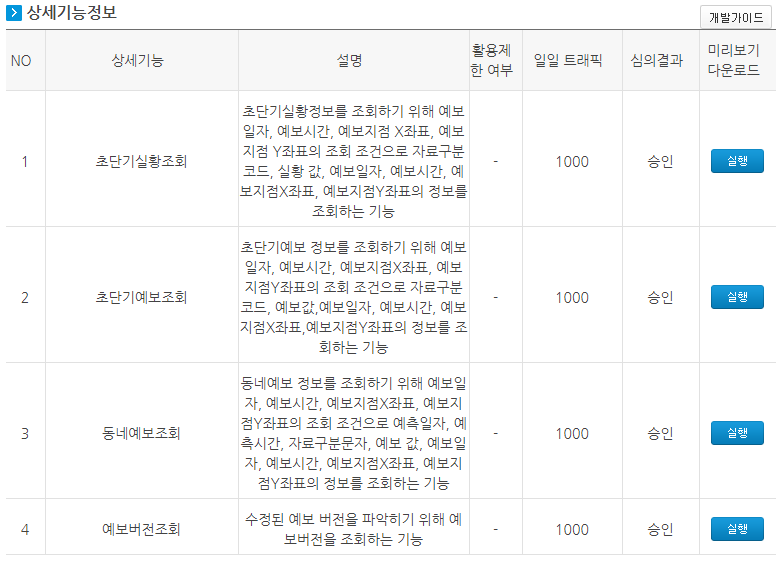 상세기능정보
개발가이드
NO
상세기능
설명
활용제
한 여부
일일 트래픽
심의결과
미리보기
다운로드
1
초단기실황조회
초단기실황정보를 조회하기 위해 예보
일자, 예보시간, 예보지점 X좌표, 예보
지점 Y좌표의 조회 조건으로 자료구분
코드, 실황 값, 예보일자, 예보시간, 예
보지점X좌표, 예보지점Y좌표의 정보를
조회하는 기능
-
1000
승인
실행
2
초단기예보조회
초단기예보 정보를 조회하기 위해 예보
일자, 예보시간, 예보지점X좌표, 예보
지점Y좌표의 조회 조건으로 자료구분
코드, 예보값,예보일자, 예보시간, 예보
지점X좌표,예보지점Y좌표의 정보를 조
회하는 기능
-
1000
승인
실행
3
동네예보조회
동네예보 정보를 조회하기 위해 예보일
자, 예보시간, 예보지점X좌표, 예보지
점Y좌표의 조회 조건으로 예측일자, 예
측시간, 자료구분문자, 예보 값, 예보일
자, 예보시간, 예보지점X좌표, 예보지
점Y좌표의 정보를 조회하는 기능
-
1000
승인
실행
4
예보버전조회
수정된 예보 버전을 파악히기 위해 예
보버전을 조회하는 기능
-
1000
승인
실행